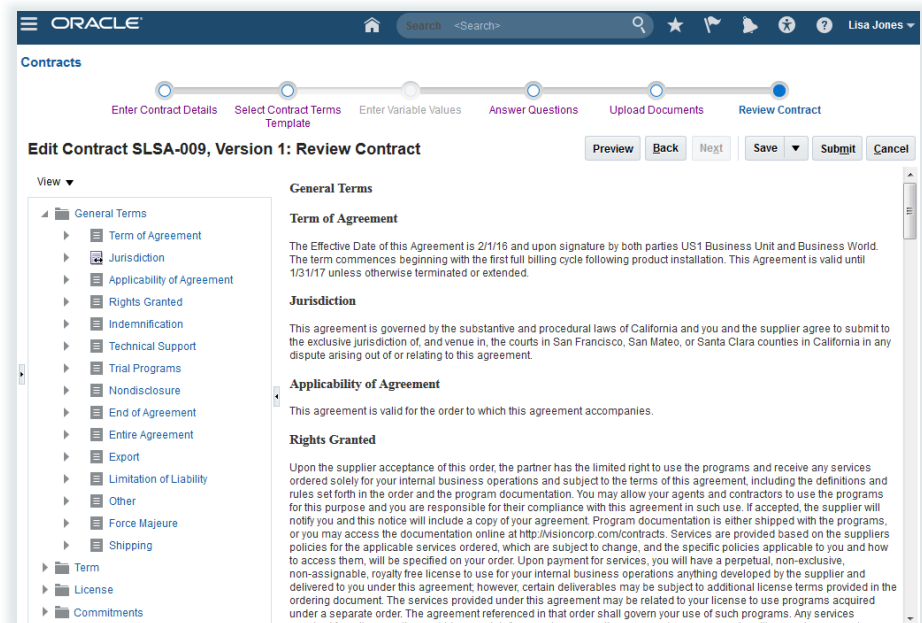 ORACLE
Search <Search>
Lisa Jones
Contracts
Enter Contract Details
Select Contract Terms
Template
Enter Variable Values
Answer Questions
Upload Documents
Review Contract
Edit Contract SLSA-009, Version 1: Review Contract
Preview
Back
Next
Save
Submit
Cancel
View
General Terms
Term of Agreement
Jurisdiction
Applicability of Agreement
Rights Granted
Indemnification
Technical Support
Trial Programs
Nondisclosure
End of Agreement
Entire Agreement
Export
Limitation of Liability
Other
Force Majeure
Shipping
Term
License
Commitments
General Terms
Term of Agreement
The Effective Date of this Agreement is 2/1/16 and upon signature by both parties US1 Business Unit and Business World.
The term commences beginning with the first full billing cycle following product installation. This Agreement is valid until
1/31/17 unless otherwise terminated or extended.
Jurisdiction
This agreement is governed by the substantive and procedural laws of California and you and the supplier agree to submit to
the exclusive jurisdiction of, and venue in, the courts in San Francisco, San Mateo, or Santa Clara counties in California in any
dispute arising out of or relating to this agreement.
Applicability of Agreement
This agreement is valid for the order to which this agreement accompanies.
Rights Granted
Upon the supplier acceptance of this order, the partner has the limited right to use the programs and receive any services
ordered solely for your internal business operations and subject to the terms of this agreement, including the definitions and
rules set forth in the order and the program documentation. You may allow your agents and contractors to use the programs
for this purpose and you are responsible for their compliance with this agreement in such use. If accepted, the supplier will
notify you and this notice will include a copy of your agreement. Program documentation is either shipped with the programs,
or you may access the documentation online at http://visioncorp.com/contracts. Services are provided based on the suppliers
policies for the applicable services ordered, which are subject to change, and the specific policies applicable to you and how
to access them, will be specified on your order. Upon payment for services, you will have a perpetual, non-exclusive,
non-assignable, royalty free license to use for your internal business operations anything developed by the supplier and
delivered to you under this agreement; however, certain deliverables may be subject to additional license terms provided in the
ordering document. The services provided under this agreement may be related to your license to use programs acquired
under a separate order. The agreement referenced in that order shall govern your use of such programs. Any services